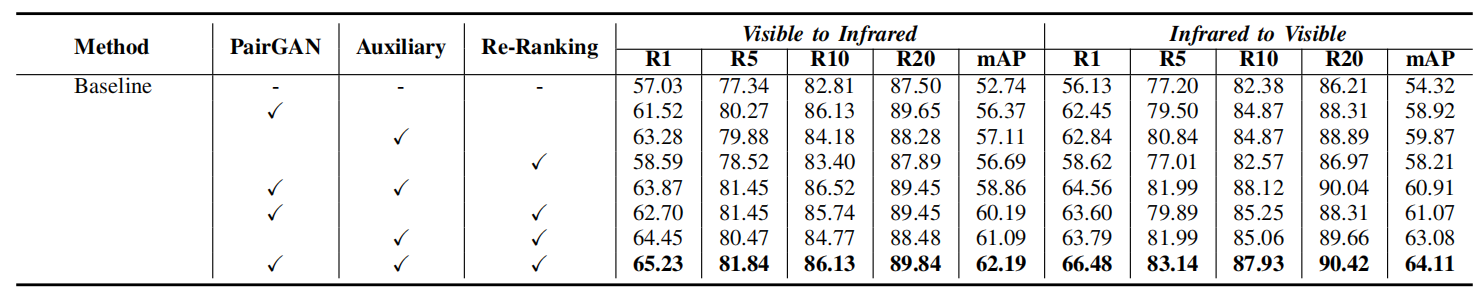 Method PairGAN Auxiliary Re-Ranking Visible to Infrared Infrared to Visible
R1 R5 R10 R20 mAP R1 R5 R10 R20 mAP
Baseline - - - 57.03 77.34 82.81 87.50 52.74 56.13 77.20 82.38 86.21 54.32
✓ 61.52 80.27 86.13 89.65 56.37 62.45 79.50 84.87 88.31 58.92
✓ 63.28 79.88 84.18 88.28 57.11 62.84 80.84 84.87 88.89 59.87
✓ 58.59 78.52 83.40 87.89 56.69 58.62 77.01 82.57 86.97 58.21
✓ ✓ 63.87 81.45 86.52 89.45 58.86 64.56 81.99 88.12 90.04 60.91
✓ ✓ 62.70 81.45 85.74 89.45 60.19 63.60 79.89 85.25 88.31 61.07
✓ ✓ 64.45 80.47 84.77 88.48 61.09 63.79 81.99 85.06 89.66 63.08
✓ ✓ ✓ 65.23 81.84 86.13 89.84 62.19 66.48 83.14 87.93 90.42 64.11